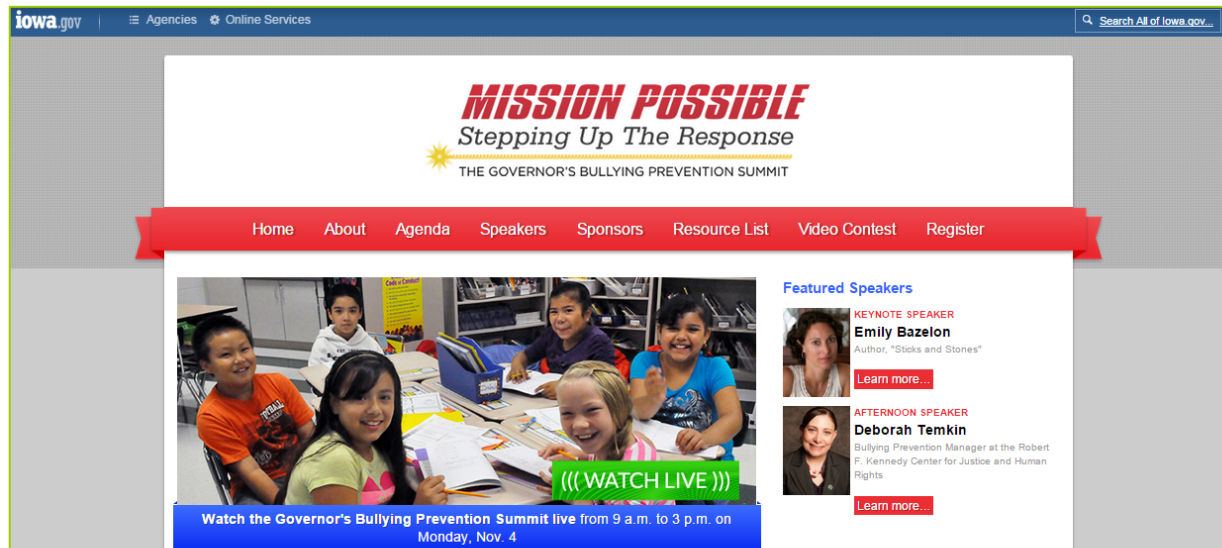 iowa.gov
Agencies
Online Services
Search All of Iowa.gov...
MISSION POSSIBLE
Stepping Up The Response
THE GOVERNOR'S BULLYING PREVENTION SUMMIT
Home About Agenda Speakers Sponsors Resource List Video Contest Register
Code of Conduct
((( WATCH LIVE )))
Watch the Governor's Bullying Prevention Summit live from 9 a.m. to 3 p.m. on
Monday, Nov. 4
Featured Speakers
KEYNOTE SPEAKER
Emily Bazelon
Author, "Sticks and Stones"
Learn more...
AFTERNOON SPEAKER
Deborah Temkin
Bullying Prevention Manager at the Robert
F. Kennedy Center for Justice and Human
Rights
Learn more...